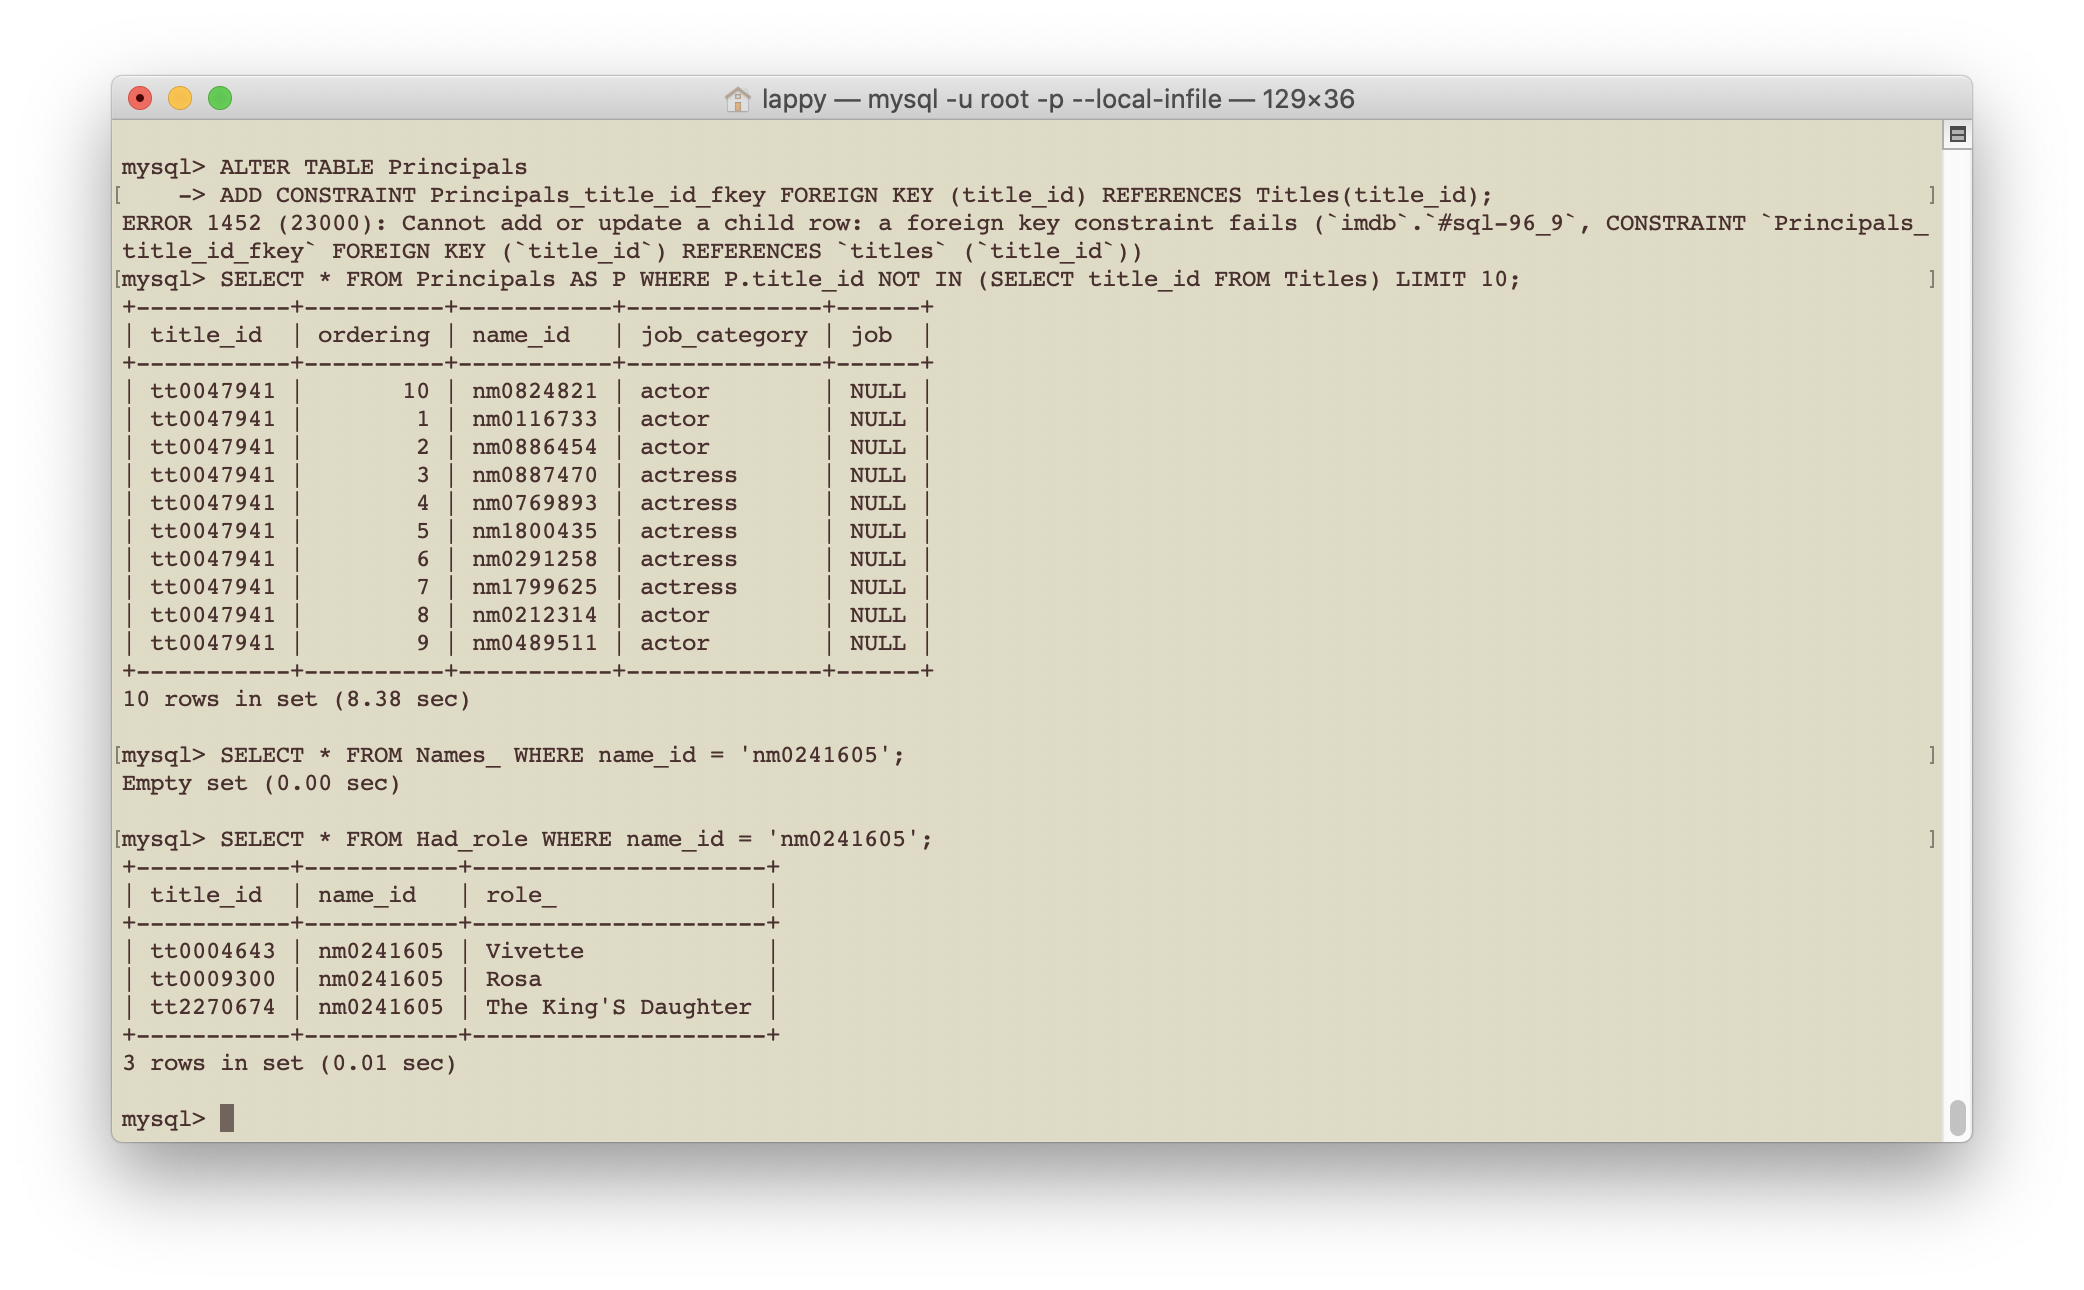 lappy — mysql -u root -p --local-infile — 129×36
mysql> ALTER TABLE Principals
[    -> ADD CONSTRAINT Principals_title_id_fkey FOREIGN KEY (title_id) REFERENCES Titles(title_id); ]
ERROR 1452 (23000): Cannot add or update a child row: a foreign key constraint fails (`imdb`.`#sql-96_9`, CONSTRAINT `Principals_
title_id_fkey` FOREIGN KEY (`title_id`) REFERENCES `titles` (`title_id`))
[mysql> SELECT * FROM Principals AS P WHERE P.title_id NOT IN (SELECT title_id FROM Titles) LIMIT 10; ]
+-----------+----------+-----------+--------------+------+
| title_id  | ordering | name_id   | job_category | job  |
+-----------+----------+-----------+--------------+------+
| tt0047941 |       10 | nm0824821 | actor        | NULL |
| tt0047941 |        1 | nm0116733 | actor        | NULL |
| tt0047941 |        2 | nm0886454 | actor        | NULL |
| tt0047941 |        3 | nm0887470 | actress      | NULL |
| tt0047941 |        4 | nm0769893 | actress      | NULL |
| tt0047941 |        5 | nm1800435 | actress      | NULL |
| tt0047941 |        6 | nm0291258 | actress      | NULL |
| tt0047941 |        7 | nm1799625 | actress      | NULL |
| tt0047941 |        8 | nm0212314 | actor        | NULL |
| tt0047941 |        9 | nm0489511 | actor        | NULL |
+-----------+----------+-----------+--------------+------+
10 rows in set (8.38 sec)
[mysql> SELECT * FROM Names_ WHERE name_id = 'nm0241605'; ]
Empty set (0.00 sec)
[mysql> SELECT * FROM Had_role WHERE name_id = 'nm0241605'; ]
+-----------+-----------+---------------------+
| title_id  | name_id   | role_               |
+-----------+-----------+---------------------+
| tt0004643 | nm0241605 | Vivette             |
| tt0009300 | nm0241605 | Rosa                |
| tt2270674 | nm0241605 | The King'S Daughter |
+-----------+-----------+---------------------+
3 rows in set (0.01 sec)
mysql>